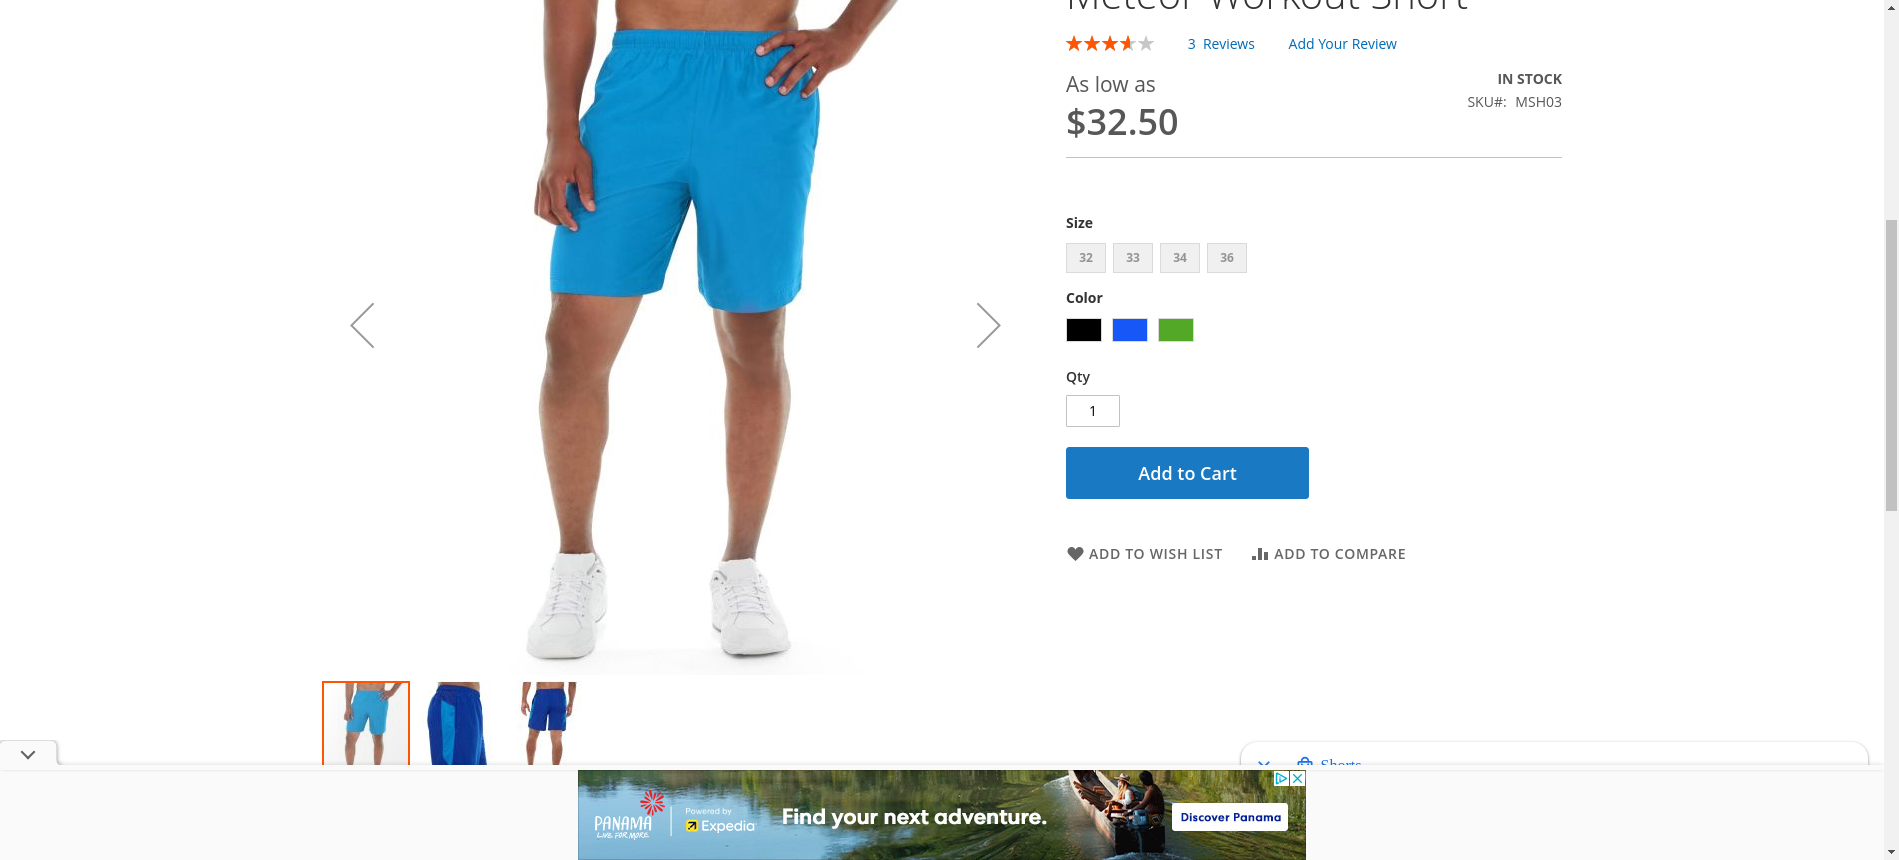 Meteor Workout Short
3 Reviews Add Your Review
As low as
$32.50
IN STOCK
SKU#: MSH03
Size
32 33 34 36
Color
Qty
1
Add to Cart
ADD TO WISH LIST ADD TO COMPARE
Shorts
PANAMA
LIVE FOR MORE
Powered by
Expedia
Find your next adventure.
Discover Panama